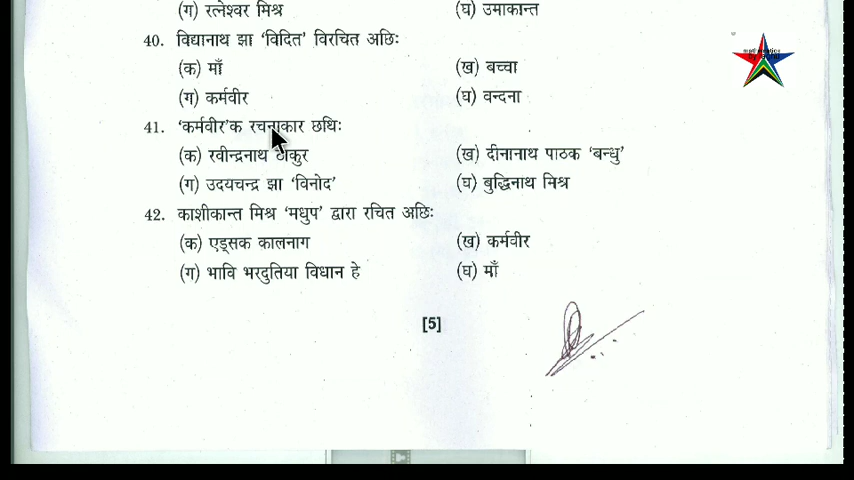 (ग) रत्नेश्वर मिश्र (घ) उमाकान्त
40. विद्यानाथ झा 'विदित' विरचित अछिः
(क) माँ (ख) बच्चा
(ग) कर्मवीर (घ) वन्दना
41. 'कर्मवीर'क रचनाकार छथिः
(क) रवीन्द्रनाथ ठाकुर (ख) दीनानाथ पाठक 'बन्धु'
(ग) उदयचन्द्र झा 'विनोद' (घ) बुद्धिनाथ मिश्र
42. काशीकान्त मिश्र 'मधुप' द्वारा रचित अछिः
(क) एड्सक कालनाग (ख) कर्मवीर
(ग) भावि भरदुतिया विधान हे (घ) माँ
[5]